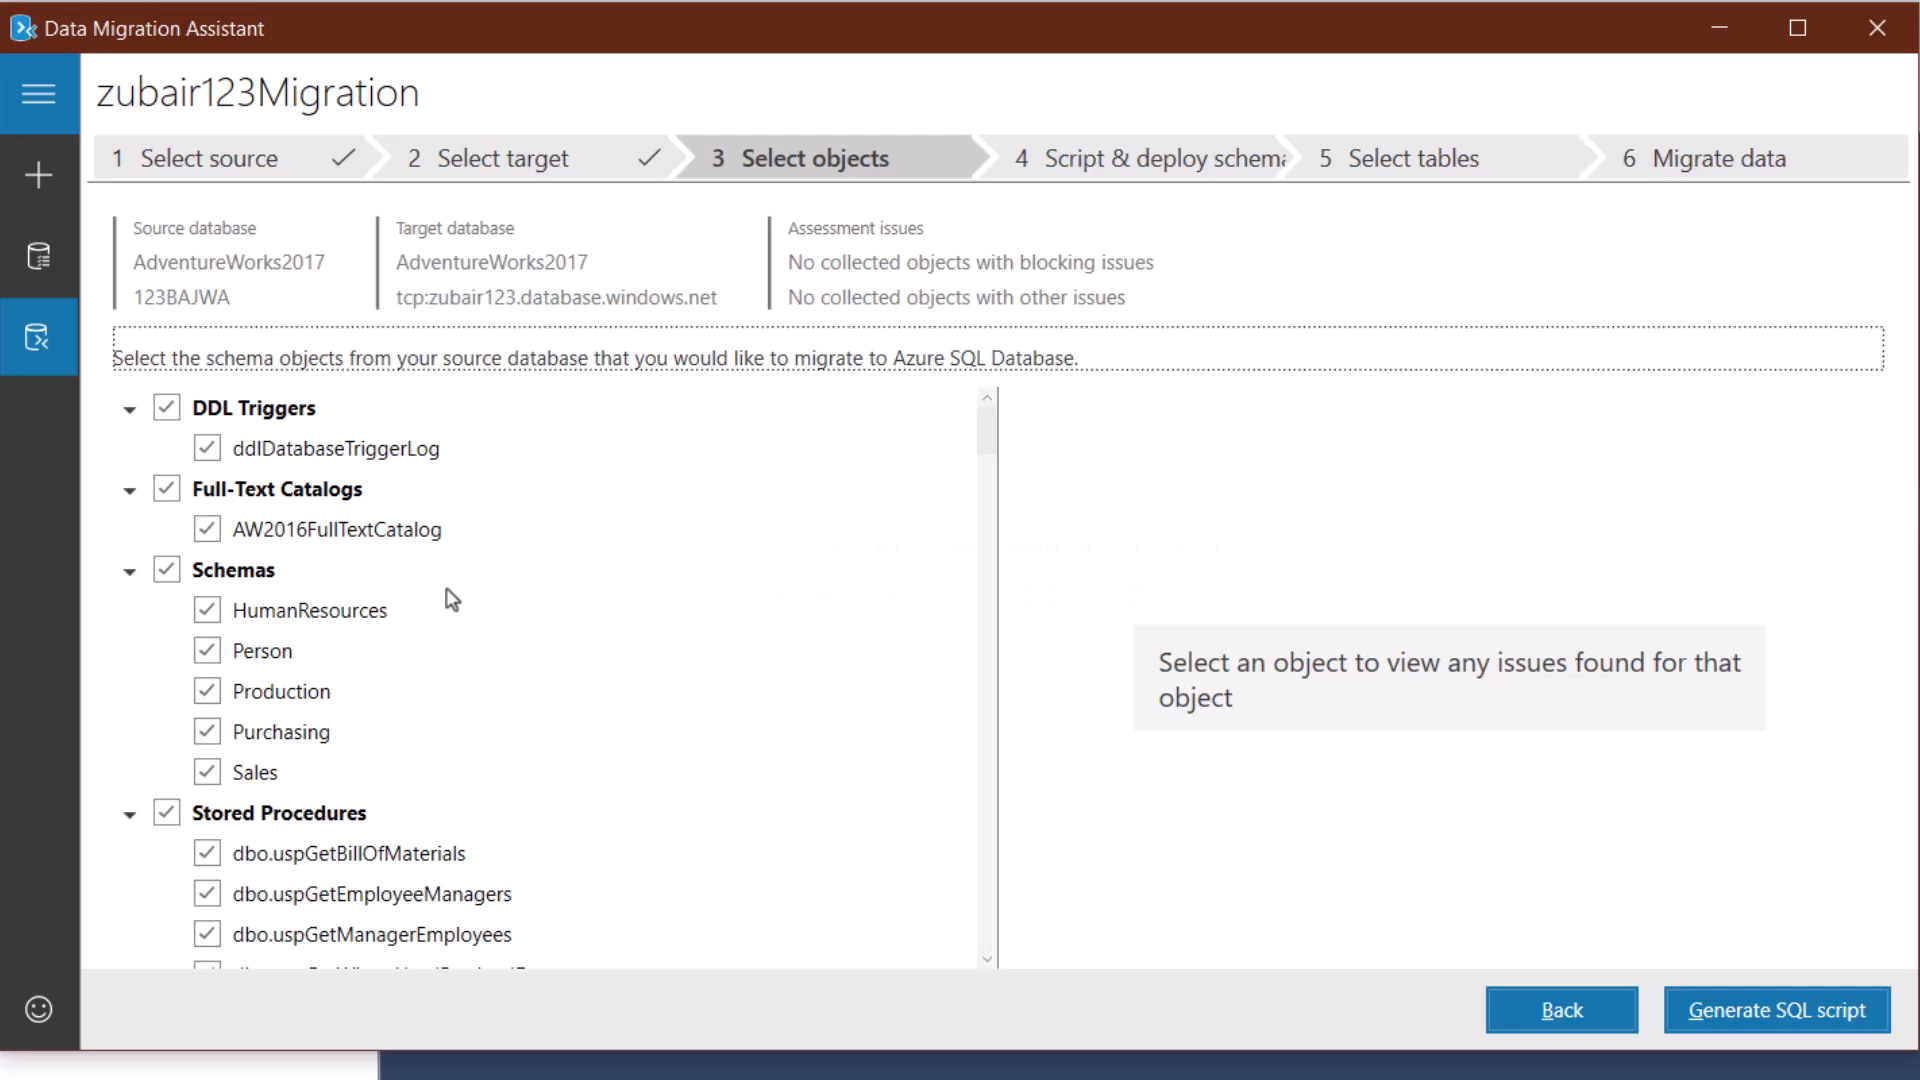 Data Migration Assistant
zubair123Migration
1 Select source
2 Select target
3 Select objects
4 Script & deploy schema
5 Select tables
6 Migrate data
Source database
AdventureWorks2017
123BAJWA
Target database
AdventureWorks2017
tcp:zubair123.database.windows.net
Assessment issues
No collected objects with blocking issues
No collected objects with other issues
Select the schema objects from your source database that you would like to migrate to Azure SQL Database.
DDL Triggers
ddlDatabaseTriggerLog
Full-Text Catalogs
AW2016FullTextCatalog
Schemas
HumanResources
Person
Production
Purchasing
Sales
Stored Procedures
dbo.uspGetBillOfMaterials
dbo.uspGetEmployeeManagers
dbo.uspGetManagerEmployees
Select an object to view any issues found for that
object
Back
Generate SQL script